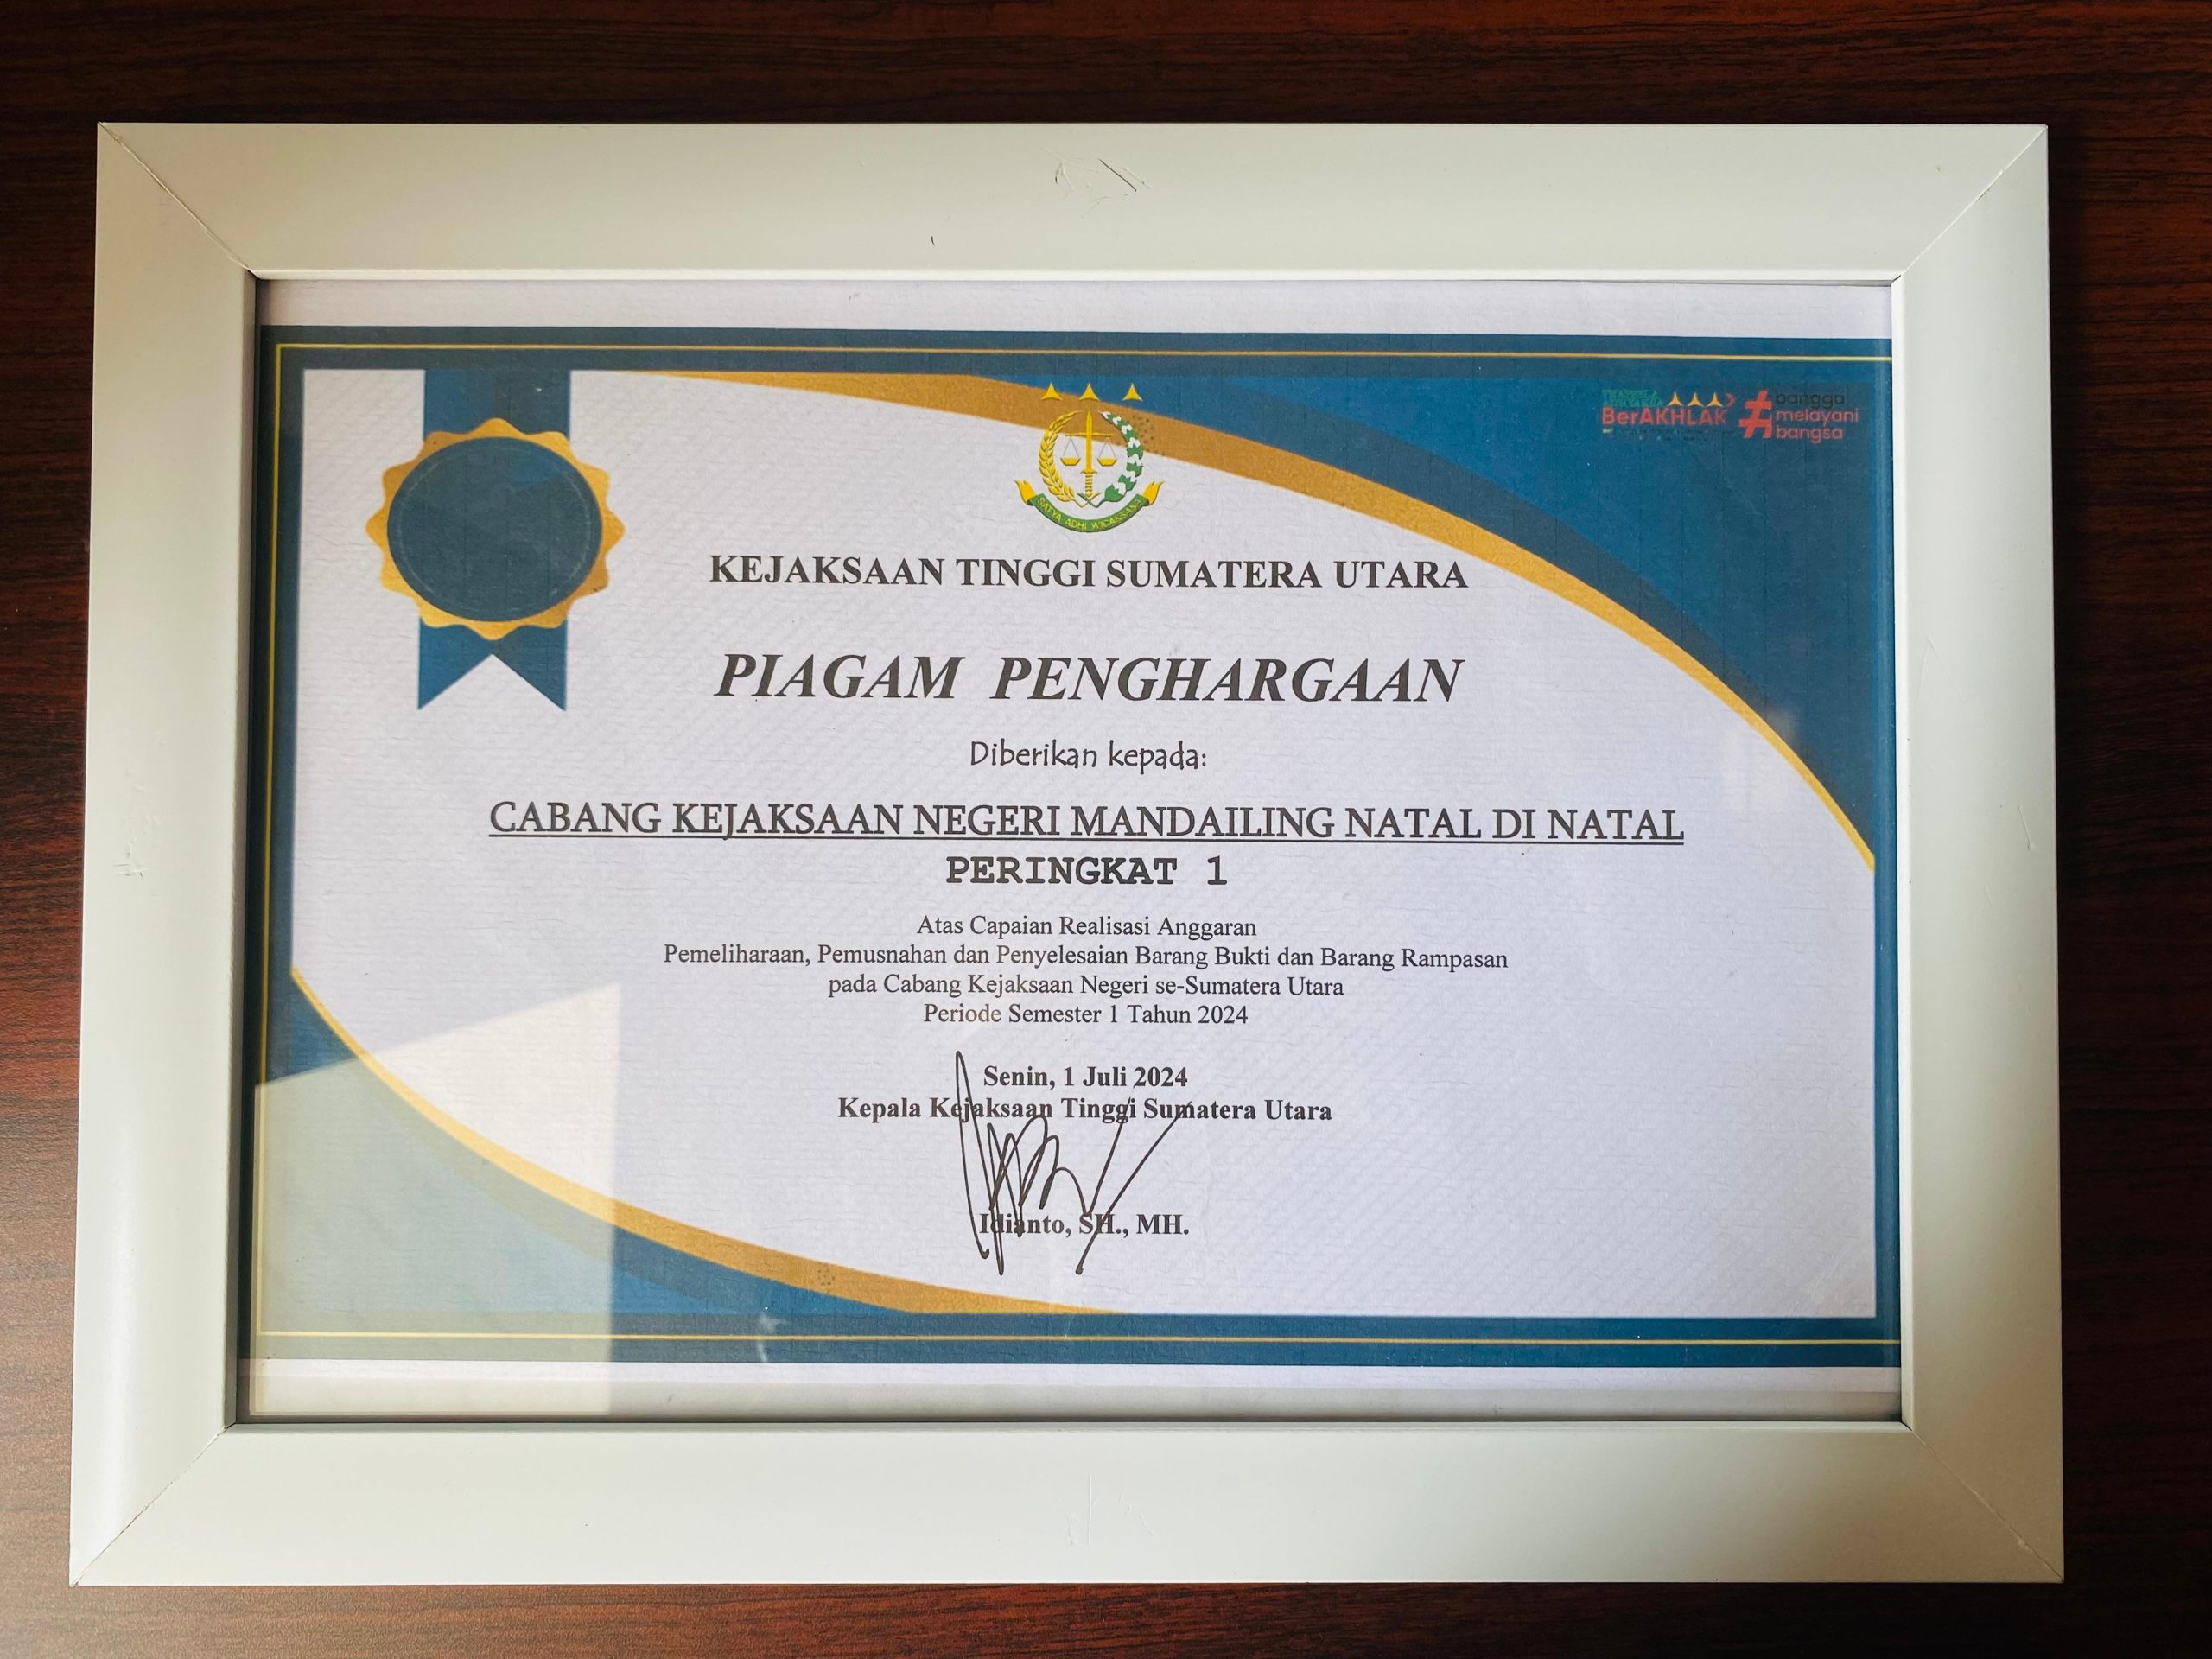 BerAKHLAK
bangga
melayani
bangsa
SATYA ADHI WICAKSANA
KEJAKSAAN TINGGI SUMATERA UTARA
PIAGAM PENGHARGAAN
Diberikan kepada:
CABANG KEJAKSAAN NEGERI MANDAILING NATAL DI NATAL
PERINGKAT 1
Atas Capaian Realisasi Anggaran
Pemeliharaan, Pemusnahan dan Penyelesaian Barang Bukti dan Barang Rampasan
pada Cabang Kejaksaan Negeri se-Sumatera Utara
Periode Semester 1 Tahun 2024
Senin, 1 Juli 2024
Kepala Kejaksaan Tinggi Sumatera Utara
Idianto, SH., MH.